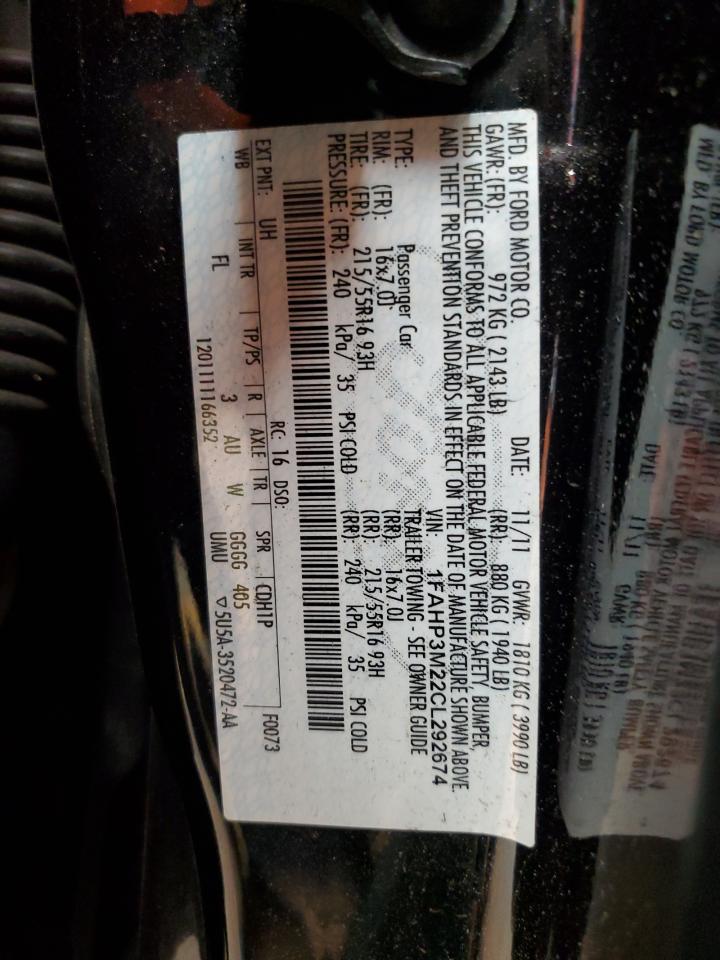 MFD. BY FORD MOTOR CO. DATE: 11/11 GVWR: 1810 KG ( 3990 LB)
GAWR: (FR): 972 KG ( 2143 LB) (RR): 880 KG ( 1940 LB)
THIS VEHICLE CONFORMS TO ALL APPLICABLE FEDERAL MOTOR VEHICLE SAFETY, BUMPER,
AND THEFT PREVENTION STANDARDS IN EFFECT ON THE DATE OF MANUFACTURE SHOWN ABOVE.
VIN: 1FAHP3M22CL292674
TYPE: Passenger Car TRAILER TOWING - SEE OWNER GUIDE
RIM: (FR): 16x7.0J (RR): 16x7.0J
TIRE: (FR): 215/55R16 93H (RR): 215/55R16 93H
PRESSURE: (FR): 240 kPa/ 35 PSI COLD (RR): 240 kPa/ 35 PSI COLD
EXT PNT: UH RC: 16 DSO: F0073
WB INT TR TP/PS R AXLE TR SPR CDH1P
FL 3 AU W GGGG 405
1201111166352 UMU ▽5U5A-3520472-AA